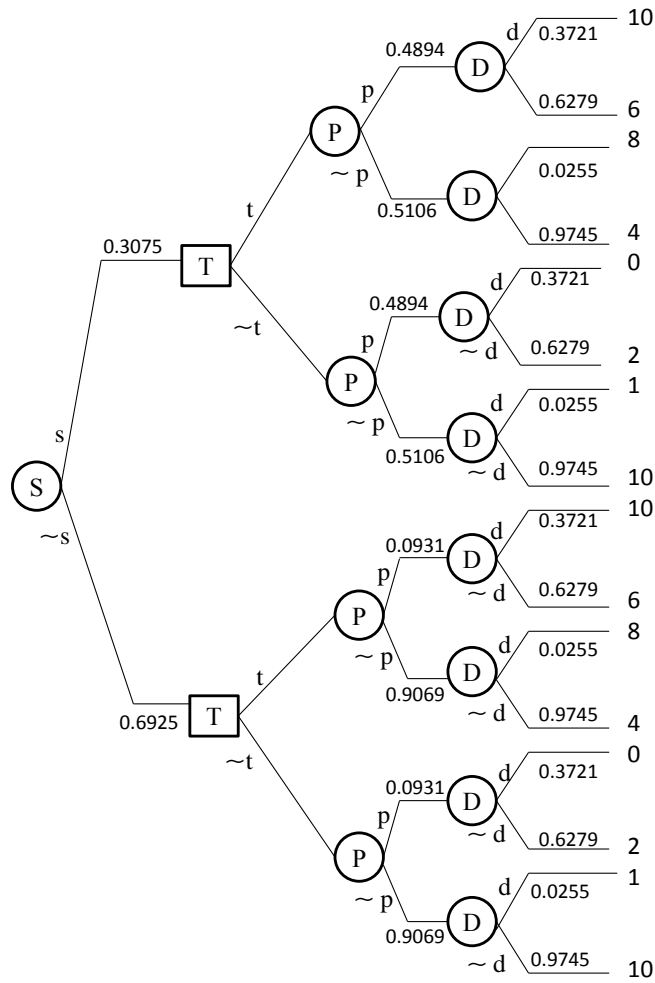 10
d 0.3721
0.4894 D
p 0.6279 6
P 8
~ p 0.0255
D
t 0.5106 0.9745 4
0.3075 0
T d 0.3721
0.4894 D
~t p ~ d 0.6279 2
P 1
~ p d 0.0255
s D
0.5106 ~ d 0.9745 10
S 10
~s d 0.3721
0.0931 D
p ~ d 0.6279 6
P 8
~ p d 0.0255
t D
0.9069 ~ d 0.9745 4
T
0.6925 0
~t d 0.3721
0.0931 D
p ~ d 0.6279 2
P 1
~ p d 0.0255
D
0.9069 ~ d 0.9745 10